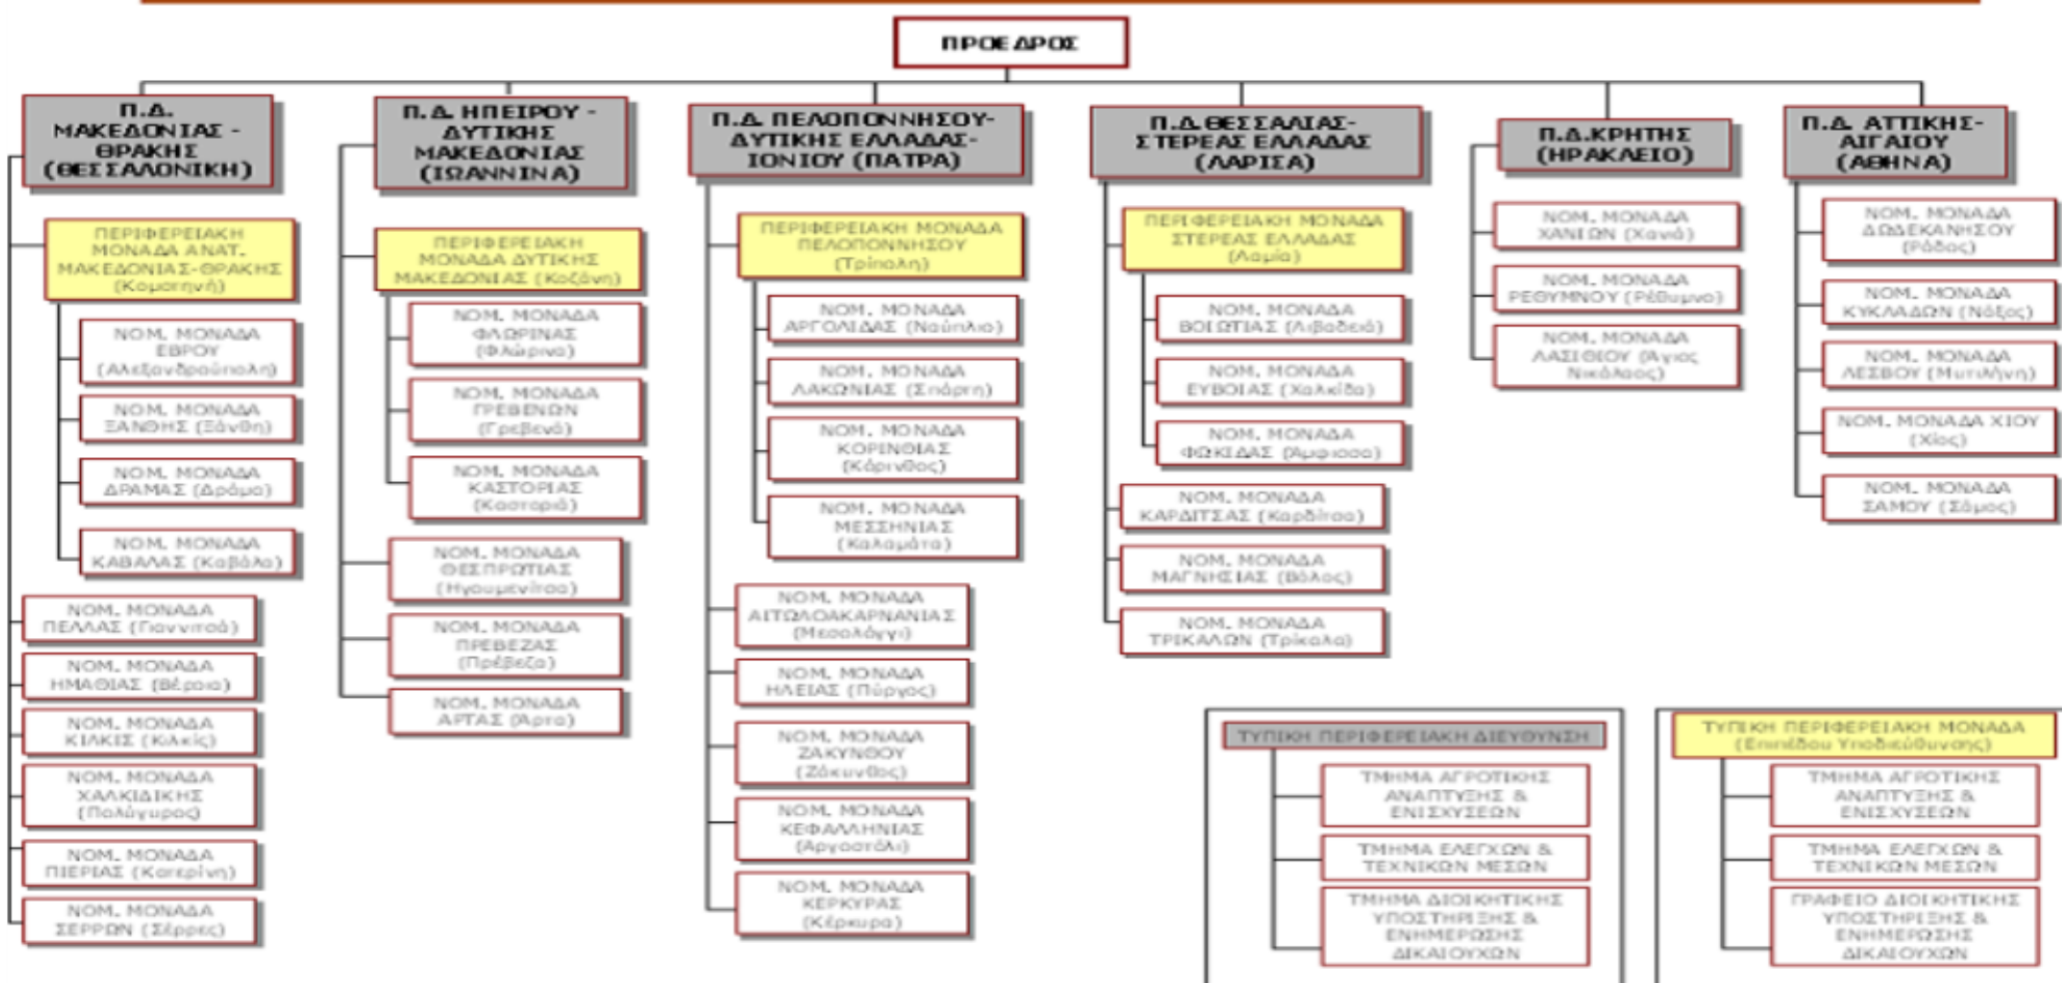 ΠΡΟΕΔΡΟΣ
Π.Δ.
ΜΑΚΕΔΟΝΙΑΣ -
ΘΡΑΚΗΣ
(ΘΕΣΣΑΛΟΝΙΚΗ)
ΠΕΡΙΦΕΡΕΙΑΚΗ
ΜΟΝΑΔΑ ΑΝΑΤ.
ΜΑΚΕΔΟΝΙΑΣ-ΘΡΑΚΗΣ
(Κομοτηνή)
ΝΟΜ. ΜΟΝΑΔΑ
ΕΒΡΟΥ
(Αλεξανδρούπολη)
ΝΟΜ. ΜΟΝΑΔΑ
ΞΑΝΘΗΣ (Ξάνθη)
ΝΟΜ. ΜΟΝΑΔΑ
ΔΡΑΜΑΣ (Δράμα)
ΝΟΜ. ΜΟΝΑΔΑ
ΚΑΒΑΛΑΣ (Καβάλα)
ΝΟΜ. ΜΟΝΑΔΑ
ΠΕΛΛΑΣ (Γιαννιτσά)
ΝΟΜ. ΜΟΝΑΔΑ
ΗΜΑΘΙΑΣ (Βέροια)
ΝΟΜ. ΜΟΝΑΔΑ
ΚΙΛΚΙΣ (Κιλκίς)
ΝΟΜ. ΜΟΝΑΔΑ
ΧΑΛΚΙΔΙΚΗΣ
(Πολύγυρος)
ΝΟΜ. ΜΟΝΑΔΑ
ΠΙΕΡΙΑΣ (Κατερίνη)
ΝΟΜ. ΜΟΝΑΔΑ
ΣΕΡΡΩΝ (Σέρρες)
Π.Δ. ΗΠΕΙΡΟΥ -
ΔΥΤΙΚΗΣ
ΜΑΚΕΔΟΝΙΑΣ
(ΙΩΑΝΝΙΝΑ)
ΠΕΡΙΦΕΡΕΙΑΚΗ
ΜΟΝΑΔΑ ΔΥΤΙΚΗΣ
ΜΑΚΕΔΟΝΙΑΣ (Κοζάνη)
ΝΟΜ. ΜΟΝΑΔΑ
ΦΛΩΡΙΝΑΣ
(Φλώρινα)
ΝΟΜ. ΜΟΝΑΔΑ
ΓΡΕΒΕΝΩΝ
(Γρεβενά)
ΝΟΜ. ΜΟΝΑΔΑ
ΚΑΣΤΟΡΙΑΣ
(Καστοριά)
ΝΟΜ. ΜΟΝΑΔΑ
ΘΕΣΠΡΩΤΙΑΣ
(Ηγουμενίτσα)
ΝΟΜ. ΜΟΝΑΔΑ
ΠΡΕΒΕΖΑΣ
(Πρέβεζα)
ΝΟΜ. ΜΟΝΑΔΑ
ΑΡΤΑΣ (Άρτα)
Π.Δ. ΠΕΛΟΠΟΝΝΗΣΟΥ-
ΔΥΤΙΚΗΣ ΕΛΛΑΔΑΣ-
ΙΟΝΙΟΥ (ΠΑΤΡΑ)
ΠΕΡΙΦΕΡΕΙΑΚΗ ΜΟΝΑΔΑ
ΠΕΛΟΠΟΝΝΗΣΟΥ
(Τρίπολη)
ΝΟΜ. ΜΟΝΑΔΑ
ΑΡΓΟΛΙΔΑΣ (Ναύπλιο)
ΝΟΜ. ΜΟΝΑΔΑ
ΛΑΚΩΝΙΑΣ (Σπάρτη)
ΝΟΜ. ΜΟΝΑΔΑ
ΚΟΡΙΝΘΙΑΣ
(Κόρινθος)
ΝΟΜ. ΜΟΝΑΔΑ
ΜΕΣΣΗΝΙΑΣ
(Καλαμάτα)
ΝΟΜ. ΜΟΝΑΔΑ
ΑΙΤΩΛΟΑΚΑΡΝΑΝΙΑΣ
(Μεσολόγγι)
ΝΟΜ. ΜΟΝΑΔΑ
ΗΛΕΙΑΣ (Πύργος)
ΝΟΜ. ΜΟΝΑΔΑ
ΖΑΚΥΝΘΟΥ
(Ζάκυνθος)
ΝΟΜ. ΜΟΝΑΔΑ
ΚΕΦΑΛΛΗΝΙΑΣ
(Αργοστόλι)
ΝΟΜ. ΜΟΝΑΔΑ
ΚΕΡΚΥΡΑΣ
(Κέρκυρα)
Π.Δ.ΘΕΣΣΑΛΙΑΣ-
ΣΤΕΡΕΑΣ ΕΛΛΑΔΑΣ
(ΛΑΡΙΣΑ)
ΠΕΡΙΦΕΡΕΙΑΚΗ ΜΟΝΑΔΑ
ΣΤΕΡΕΑΣ ΕΛΛΑΔΑΣ
(Λαμία)
ΝΟΜ. ΜΟΝΑΔΑ
ΒΟΙΩΤΙΑΣ (Λιβαδειά)
ΝΟΜ. ΜΟΝΑΔΑ
ΕΥΒΟΙΑΣ (Χαλκίδα)
ΝΟΜ. ΜΟΝΑΔΑ
ΦΩΚΙΔΑΣ (Άμφισσα)
ΝΟΜ. ΜΟΝΑΔΑ
ΚΑΡΔΙΤΣΑΣ (Καρδίτσα)
ΝΟΜ. ΜΟΝΑΔΑ
ΜΑΓΝΗΣΙΑΣ (Βόλος)
ΝΟΜ. ΜΟΝΑΔΑ
ΤΡΙΚΑΛΩΝ (Τρίκαλα)
Π.Δ.ΚΡΗΤΗΣ
(ΗΡΑΚΛΕΙΟ)
ΝΟΜ. ΜΟΝΑΔΑ
ΧΑΝΙΩΝ (Χανιά)
ΝΟΜ. ΜΟΝΑΔΑ
ΡΕΘΥΜΝΟΥ (Ρέθυμνο)
ΝΟΜ. ΜΟΝΑΔΑ
ΛΑΣΙΘΙΟΥ (Άγιος
Νικόλαος)
Π.Δ. ΑΤΤΙΚΗΣ-
ΑΙΓΑΙΟΥ
(ΑΘΗΝΑ)
ΝΟΜ. ΜΟΝΑΔΑ
ΔΩΔΕΚΑΝΗΣΟΥ
(Ρόδος)
ΝΟΜ. ΜΟΝΑΔΑ
ΚΥΚΛΑΔΩΝ (Νάξος)
ΝΟΜ. ΜΟΝΑΔΑ
ΛΕΣΒΟΥ (Μυτιλήνη)
ΝΟΜ. ΜΟΝΑΔΑ ΧΙΟΥ
(Χίος)
ΝΟΜ. ΜΟΝΑΔΑ
ΣΑΜΟΥ (Σάμος)
ΤΥΠΙΚΗ ΠΕΡΙΦΕΡΕΙΑΚΗ ΔΙΕΥΘΥΝΣΗ
ΤΜΗΜΑ ΑΓΡΟΤΙΚΗΣ
ΑΝΑΠΤΥΞΗΣ &
ΕΝΙΣΧΥΣΕΩΝ
ΤΜΗΜΑ ΕΛΕΓΧΩΝ &
ΤΕΧΝΙΚΩΝ ΜΕΣΩΝ
ΤΜΗΜΑ ΔΙΟΙΚΗΤΙΚΗΣ
ΥΠΟΣΤΗΡΙΞΗΣ &
ΕΝΗΜΕΡΩΣΗΣ
ΔΙΚΑΙΟΥΧΩΝ
ΤΥΠΙΚΗ ΠΕΡΙΦΕΡΕΙΑΚΗ ΜΟΝΑΔΑ
(Επιπέδου Υποδιεύθυνσης)
ΤΜΗΜΑ ΑΓΡΟΤΙΚΗΣ
ΑΝΑΠΤΥΞΗΣ &
ΕΝΙΣΧΥΣΕΩΝ
ΤΜΗΜΑ ΕΛΕΓΧΩΝ &
ΤΕΧΝΙΚΩΝ ΜΕΣΩΝ
ΓΡΑΦΕΙΟ ΔΙΟΙΚΗΤΙΚΗΣ
ΥΠΟΣΤΗΡΙΞΗΣ &
ΕΝΗΜΕΡΩΣΗΣ
ΔΙΚΑΙΟΥΧΩΝ